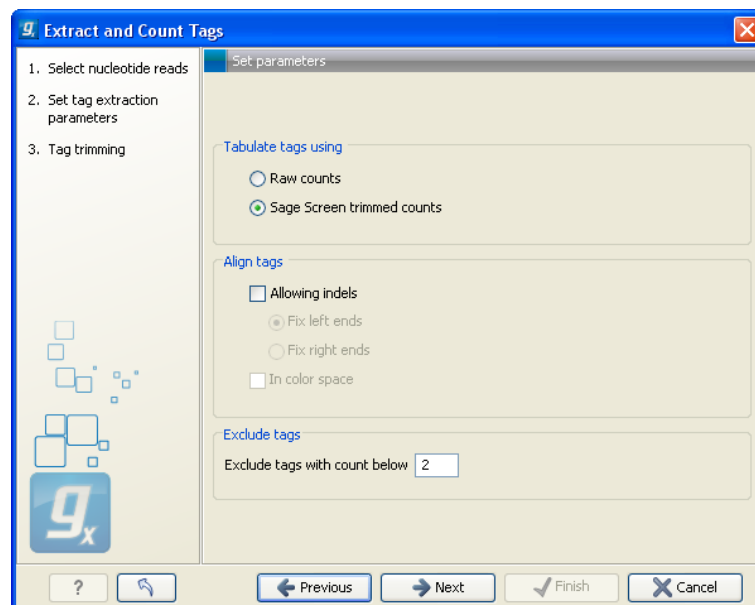 Extract and Count Tags
1. Select nucleotide reads
2. Set tag extraction
parameters
3. Tag trimming
Set parameters
Tabulate tags using
Raw counts
Sage Screen trimmed counts
Align tags
Allowing indels
Fix left ends
Fix right ends
In color space
Exclude tags
Exclude tags with count below 2
gx
? Previous Next Finish Cancel